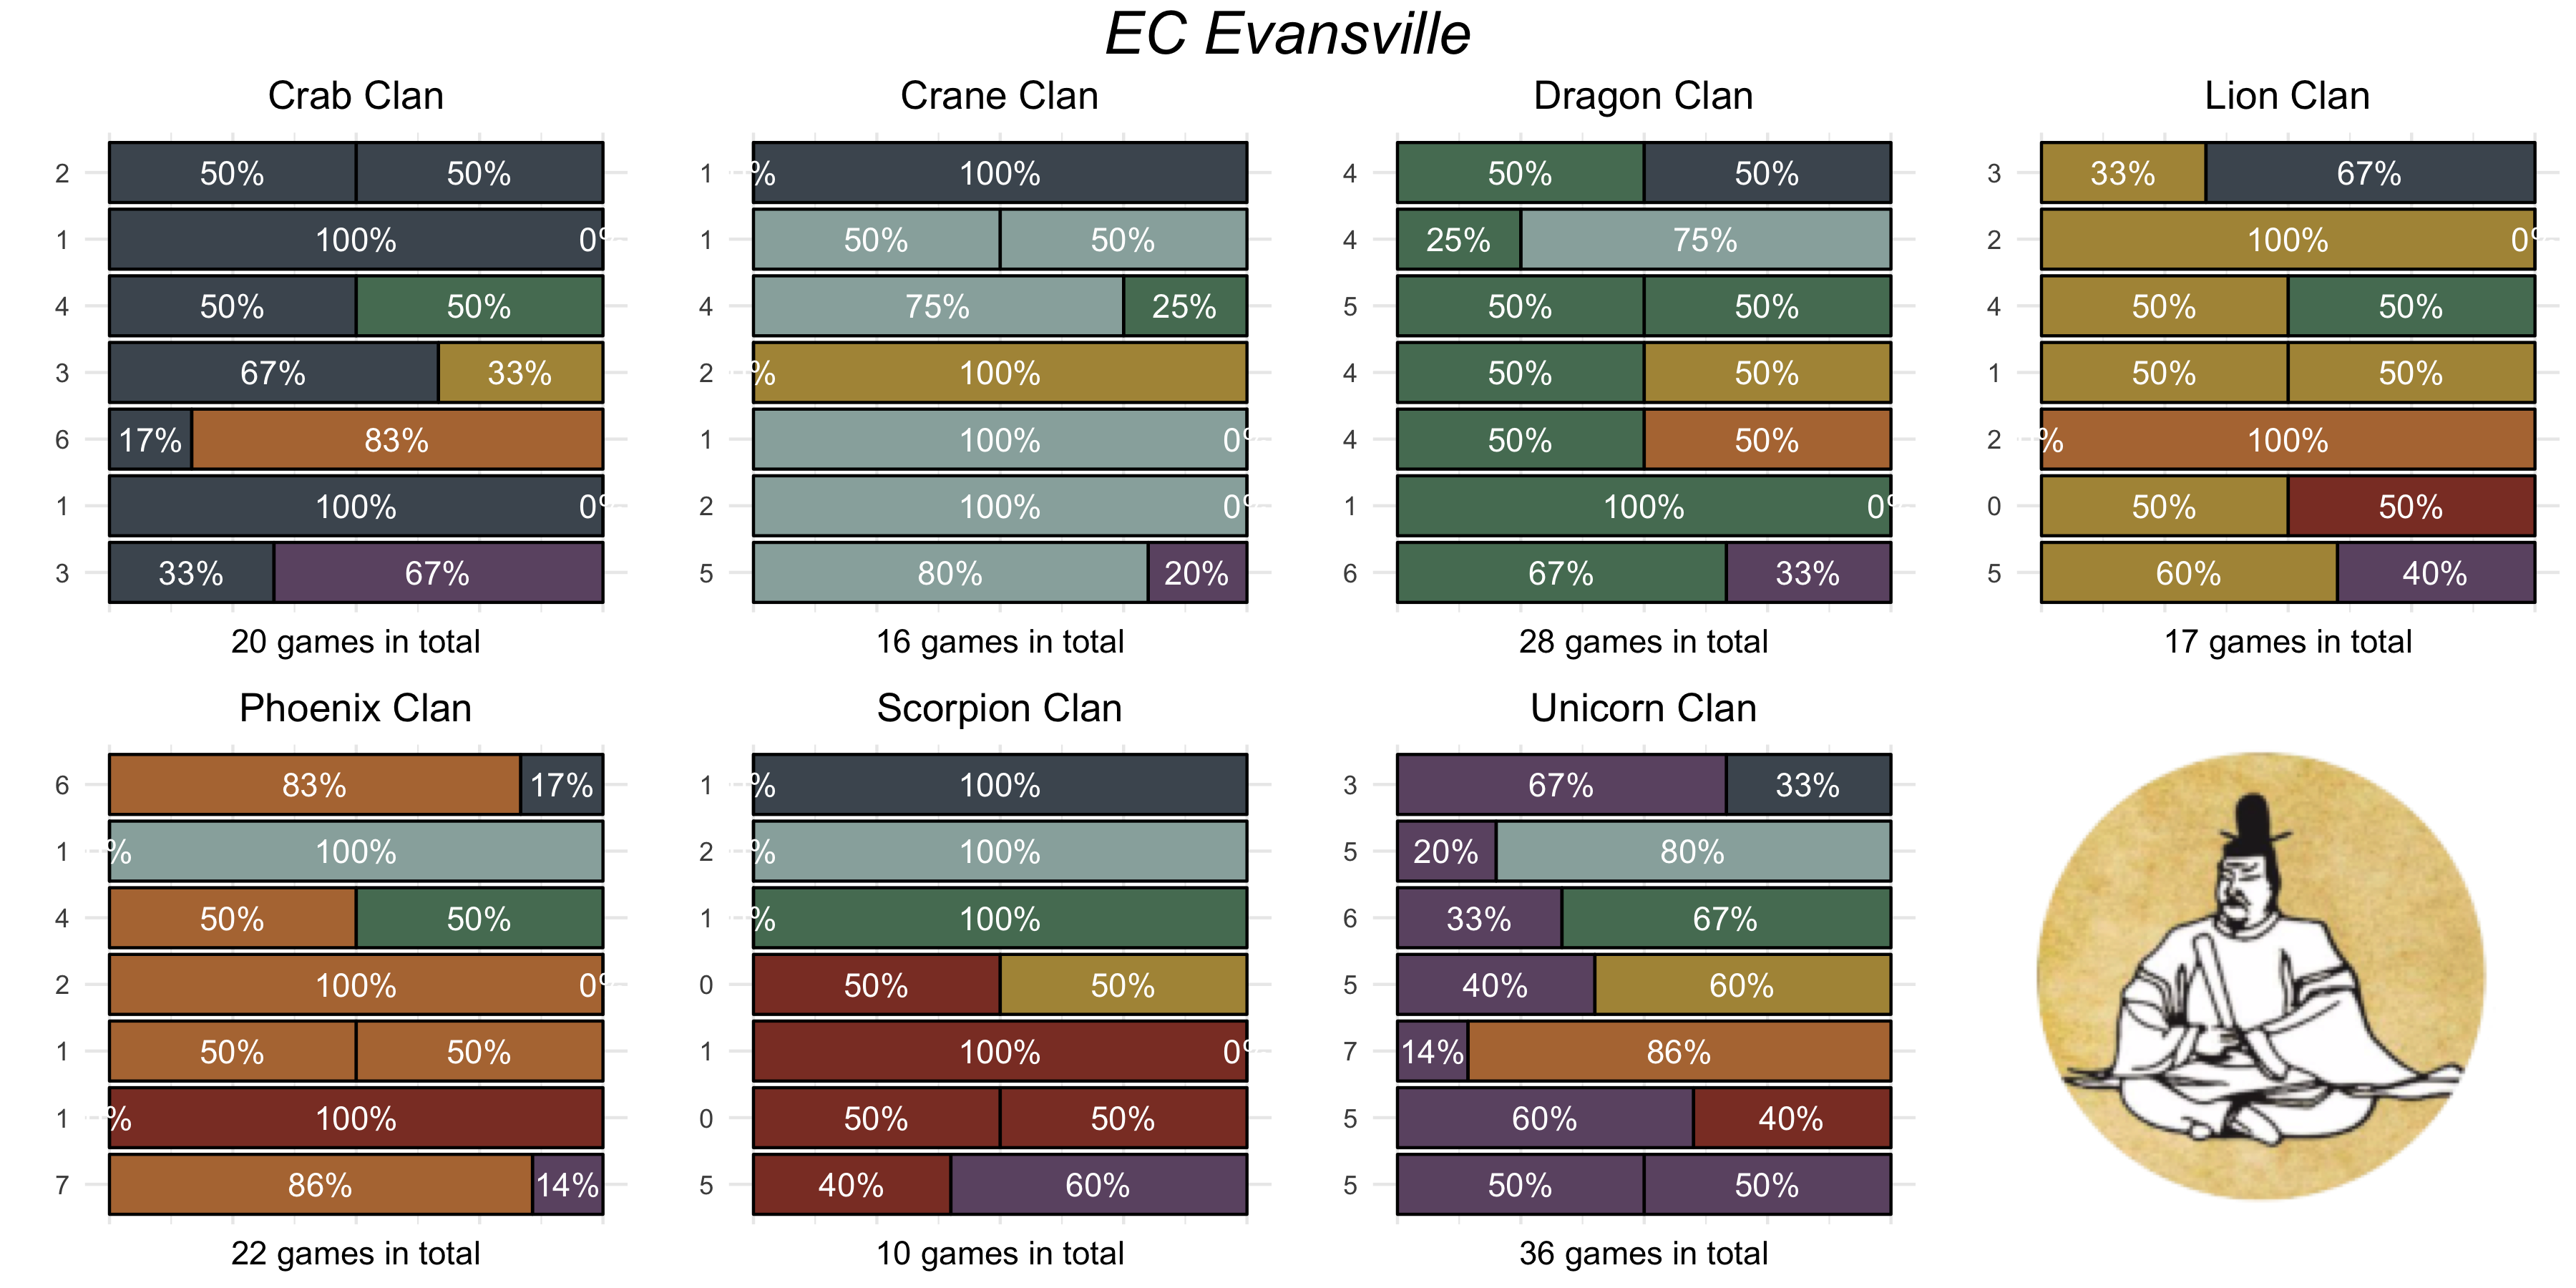 EC Evansville
Crab Clan
2 50% 50%
1 100% 0%
4 50% 50%
3 67% 33%
6 17% 83%
1 100% 0%
3 33% 67%
20 games in total
Crane Clan
1 % 100%
1 50% 50%
4 75% 25%
2 % 100%
1 100% 0%
2 100% 0%
5 80% 20%
16 games in total
Dragon Clan
4 50% 50%
4 25% 75%
5 50% 50%
4 50% 50%
4 50% 50%
1 100% 0%
6 67% 33%
28 games in total
Lion Clan
3 33% 67%
2 100% 0%
4 50% 50%
1 50% 50%
2 % 100%
0 50% 50%
5 60% 40%
17 games in total
Phoenix Clan
6 83% 17%
1 % 100%
4 50% 50%
2 100% 0%
1 50% 50%
1 % 100%
7 86% 14%
22 games in total
Scorpion Clan
1 % 100%
2 % 100%
1 % 100%
0 50% 50%
1 100% 0%
0 50% 50%
5 40% 60%
10 games in total
Unicorn Clan
3 67% 33%
5 20% 80%
6 33% 67%
5 40% 60%
7 14% 86%
5 60% 40%
5 50% 50%
36 games in total